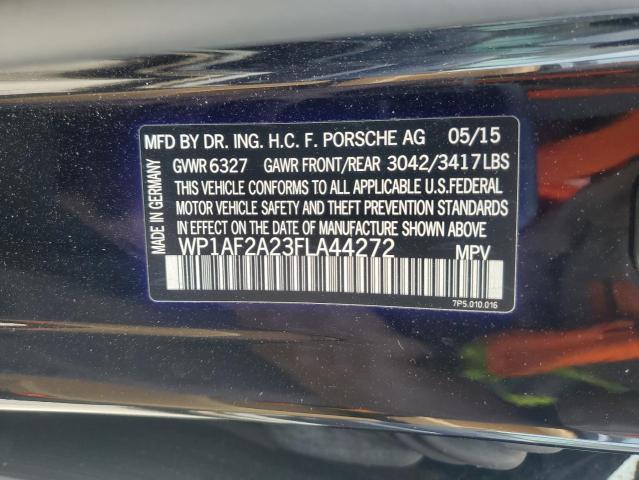 MFD BY DR. ING. H.C. F. PORSCHE AG 05/15
GVWR 6327 GAWR FRONT/REAR 3042/3417LBS
THIS VEHICLE CONFORMS TO ALL APPLICABLE U.S.FEDERAL
MOTOR VEHICLE SAFETY AND THEFT PREVENTION STANDARDS
IN EFFECT ON THE DATE OF MANUFACTURE SHOWN ABOVE
WP1AF2A23FLA44272 MPV
7P5.010.016
MADE IN GERMANY